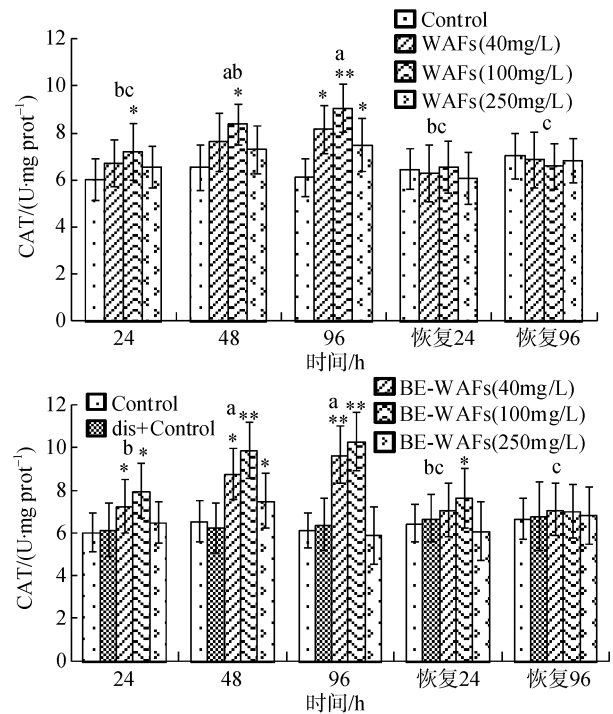 Control
WAFs(40mg/L)
WAFs(100mg/L)
WAFs(250mg/L)
CAT/(U·mg prot⁻¹)
12
10
8
6
4
2
0
bc
*
ab
*
a
*
**
*
bc
c
24 48 96 恢复24 恢复96
时间/h
Control
dis+Control
BE-WAFs(40mg/L)
BE-WAFs(100mg/L)
BE-WAFs(250mg/L)
CAT/(U·mg prot⁻¹)
12
10
8
6
4
2
0
b
* *
a
* ** *
a
** **
bc
*
c
24 48 96 恢复24 恢复96
时间/h